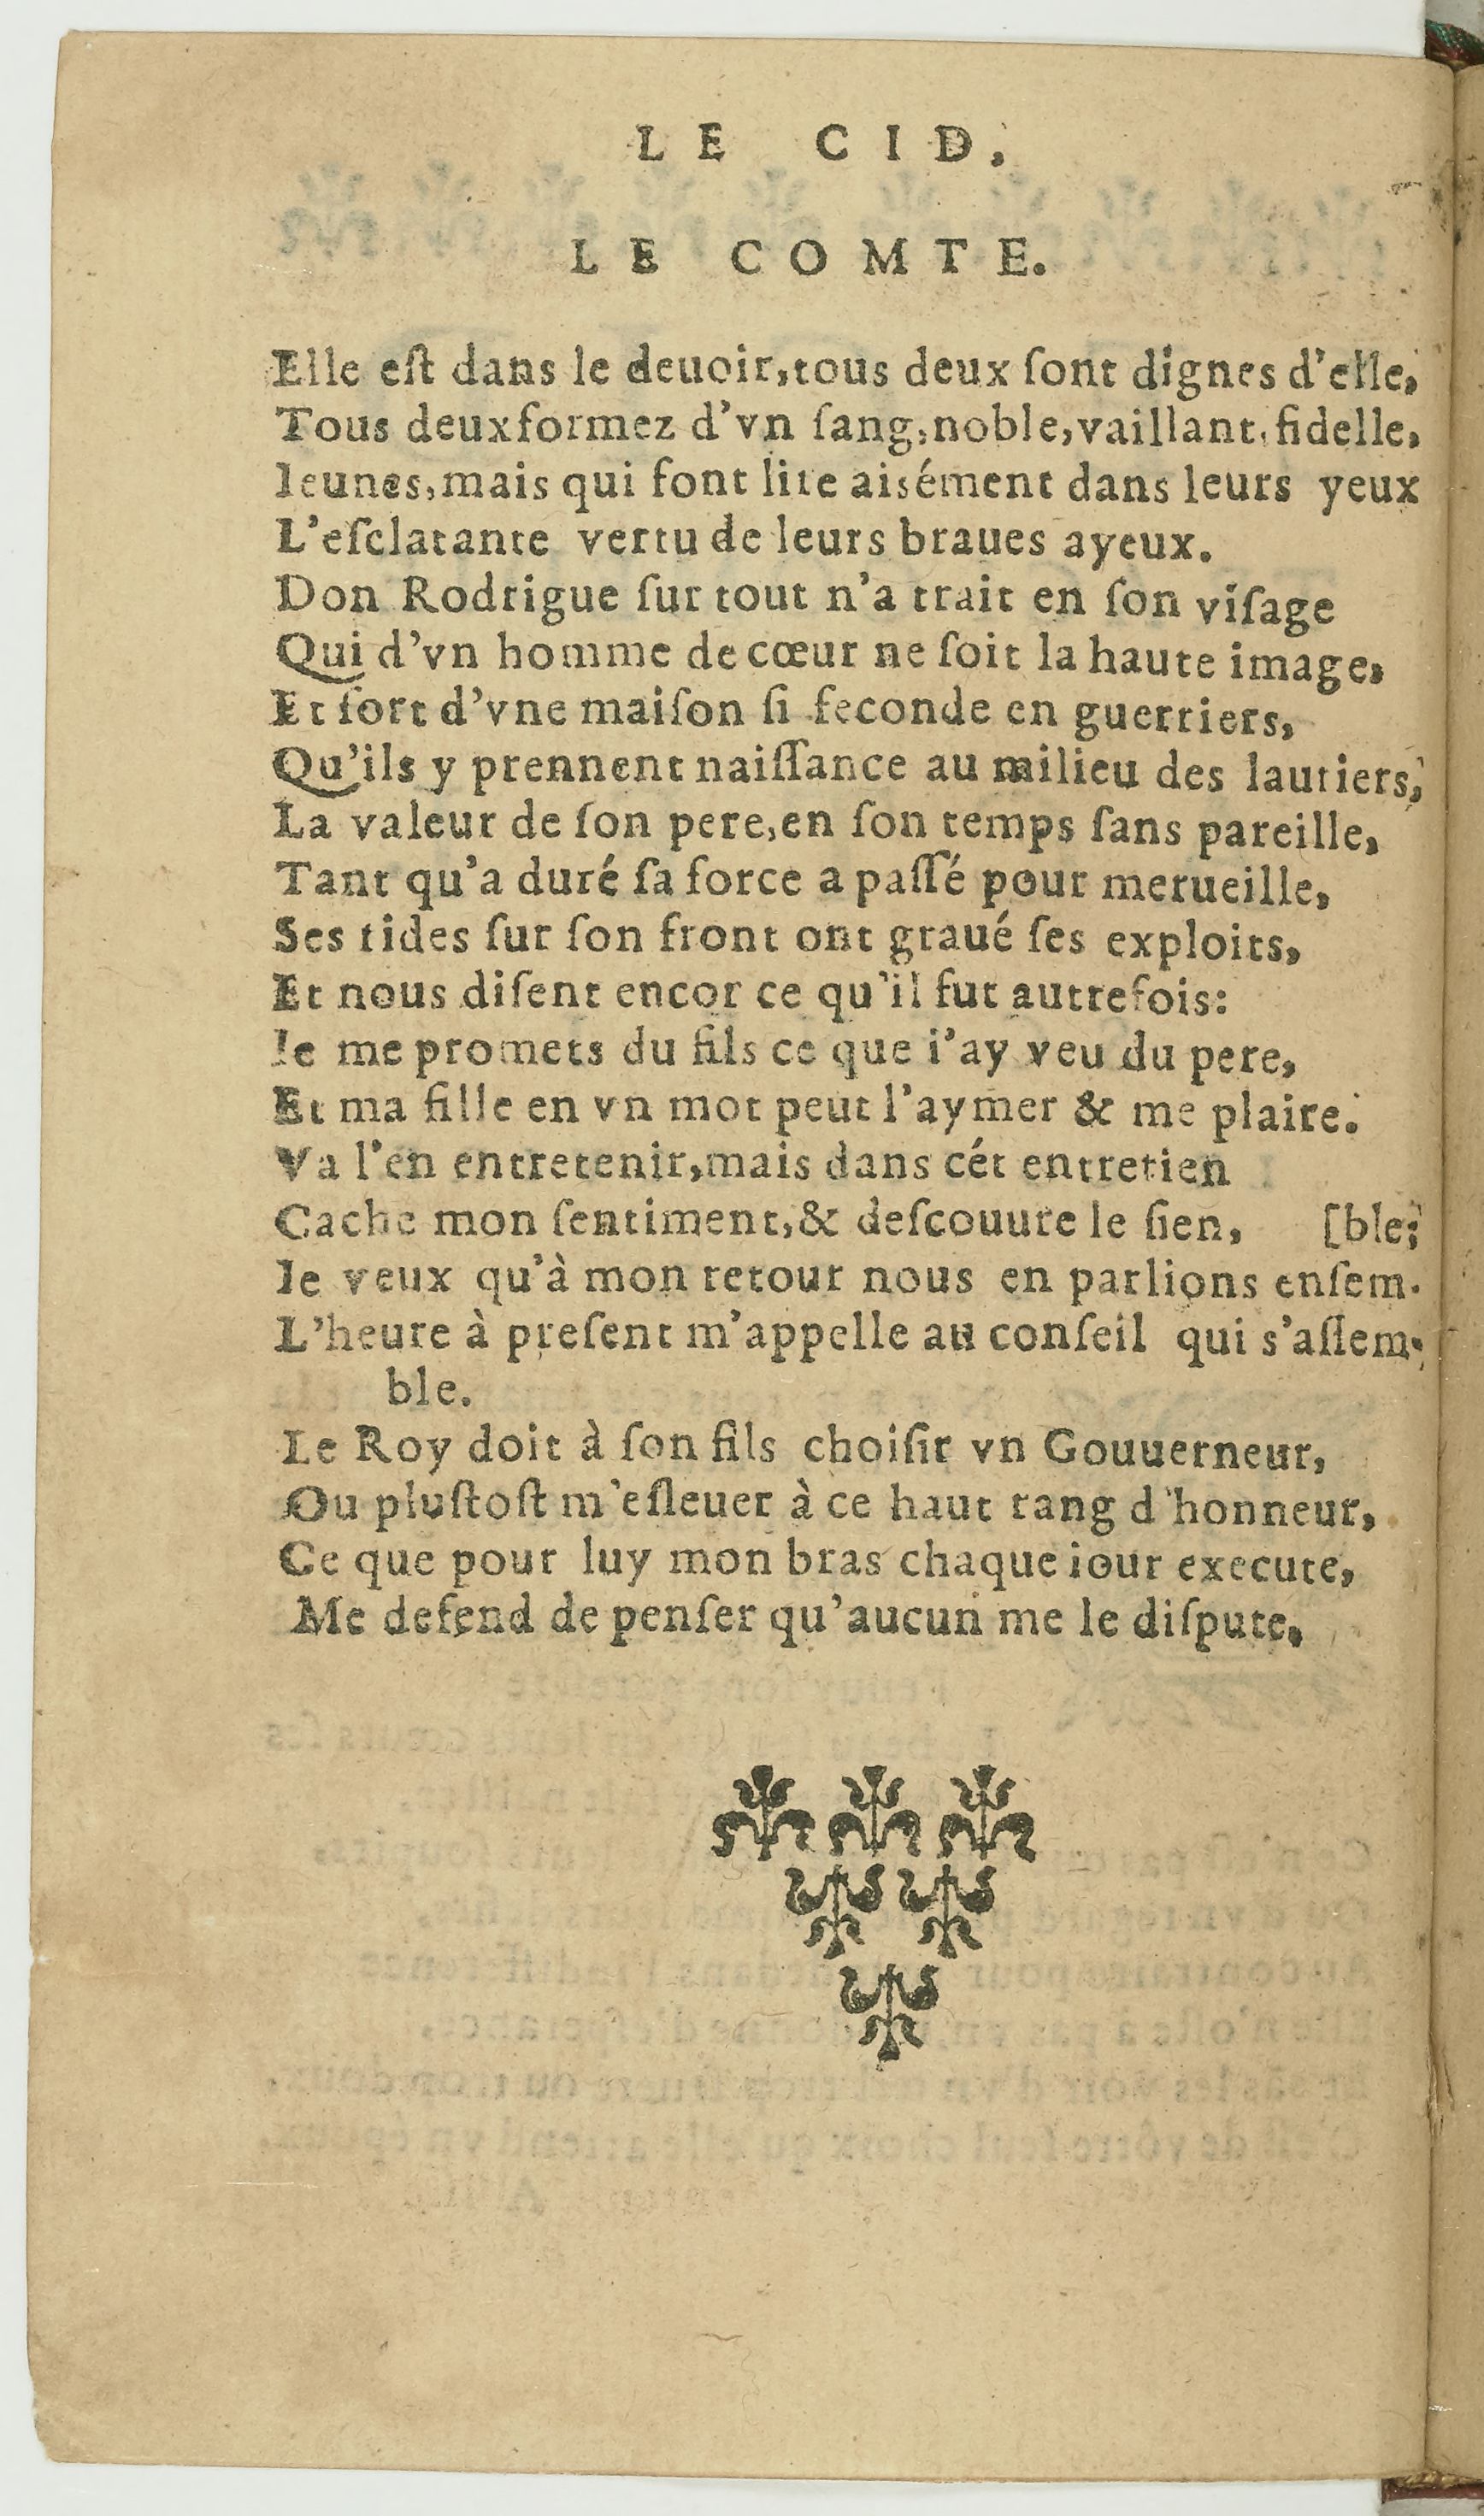 LE CID,
LE COMTE.
Elle eſt dans le deuoir, tous deux ſont dignes d'elle,
Tous deux formez d'vn ſang, noble, vaillant, fidelle,
Ieunes, mais qui font lire aisément dans leurs yeux
L'eſclatante vertu de leurs braues ayeux.
Don Rodrigue ſur tout n'a trait en ſon viſage
Qui d'vn homme de cœur ne ſoit la haute image,
Et ſort d'vne maiſon ſi feconde en guerriers,
Qu'ils y prennent naiſſance au milieu des lauriers,
La valeur de ſon pere, en ſon temps ſans pareille,
Tant qu'a duré ſa force a paſſé pour merueille,
Ses rides ſur ſon front ont graué ſes exploits,
Et nous diſent encor ce qu'il fut autrefois:
Ie me promets du fils ce que i'ay veu du pere,
Et ma fille en vn mot peut l'aymer & me plaire.
Va l'en entretenir, mais dans cét entretien
Cache mon ſentiment, & deſcouure le ſien, [ble;
Ie veux qu'à mon retour nous en parlions enſem-
L'heure à preſent m'appelle au conſeil qui s'aſſem-
ble.
Le Roy doit à ſon fils choiſir vn Gouuerneur,
Ou pluſtoſt m'eſleuer à ce haut rang d'honneur,
Ce que pour luy mon bras chaque iour execute,
Me defend de penſer qu'aucun me le diſpute,